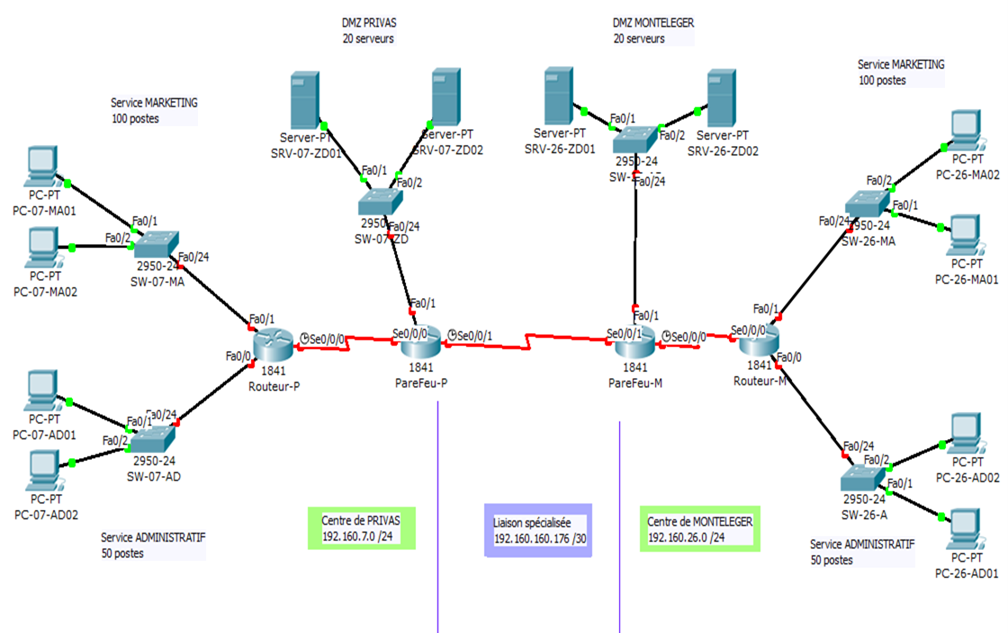 DMZ PRIVAS
20 serveurs
DMZ MONTELEGER
20 serveurs
Service MARKETING
100 postes
Service MARKETING
100 postes
Server-PT
SRV-07-ZD01
Server-PT
SRV-07-ZD02
Server-PT
SRV-26-ZD01
Server-PT
SRV-26-ZD02
Fa0/1
Fa0/2
2950-24
Fa0/24
Fa0/1
Fa0/2
2950
SW-07-ZD
Fa0/24
PC-PT
PC-07-MA01
PC-PT
PC-07-MA02
Fa0/1
Fa0/2
Fa0/24
2950-24
SW-07-MA
PC-PT
PC-26-MA02
PC-PT
PC-26-MA01
Fa0/2
Fa0/1
Fa0/24
2950-24
SW-26-MA
Fa0/1
Fa0/0
Se0/0/0
1841
Routeur-P
Fa0/1
Se0/0/0
Se0/0/1
1841
PareFeu-P
Fa0/1
Se0/0/1
Se0/0/0
1841
PareFeu-M
Se0/0/0
Fa0/1
Fa0/0
1841
Routeur-M
PC-PT
PC-07-AD01
PC-PT
PC-07-AD02
Fa0/1
Fa0/2
Fa0/24
2950-24
SW-07-AD
Fa0/24
Fa0/2
Fa0/1
2950-24
SW-26-A
PC-PT
PC-26-AD02
PC-PT
PC-26-AD01
Service ADMINISTRATIF
50 postes
Centre de PRIVAS
192.160.7.0 /24
Liaison spécialisée
192.160.160.176 /30
Centre de MONTELEGER
192.160.26.0 /24
Service ADMINISTRATIF
50 postes